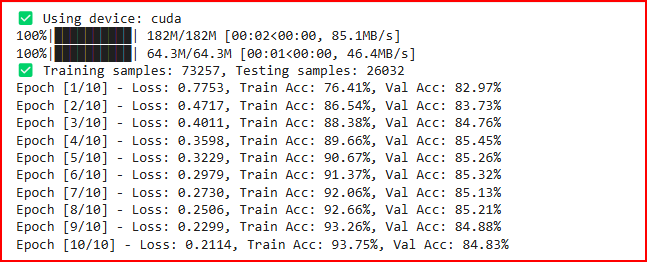 ✅ Using device: cuda
100%|██████████| 182M/182M [00:02<00:00, 85.1MB/s]
100%|██████████| 64.3M/64.3M [00:01<00:00, 46.4MB/s]
✅ Training samples: 73257, Testing samples: 26032
Epoch [1/10] - Loss: 0.7753, Train Acc: 76.41%, Val Acc: 82.97%
Epoch [2/10] - Loss: 0.4717, Train Acc: 86.54%, Val Acc: 83.73%
Epoch [3/10] - Loss: 0.4011, Train Acc: 88.38%, Val Acc: 84.76%
Epoch [4/10] - Loss: 0.3598, Train Acc: 89.66%, Val Acc: 85.45%
Epoch [5/10] - Loss: 0.3229, Train Acc: 90.67%, Val Acc: 85.26%
Epoch [6/10] - Loss: 0.2979, Train Acc: 91.37%, Val Acc: 85.32%
Epoch [7/10] - Loss: 0.2730, Train Acc: 92.06%, Val Acc: 85.13%
Epoch [8/10] - Loss: 0.2506, Train Acc: 92.66%, Val Acc: 85.21%
Epoch [9/10] - Loss: 0.2299, Train Acc: 93.26%, Val Acc: 84.88%
Epoch [10/10] - Loss: 0.2114, Train Acc: 93.75%, Val Acc: 84.83%